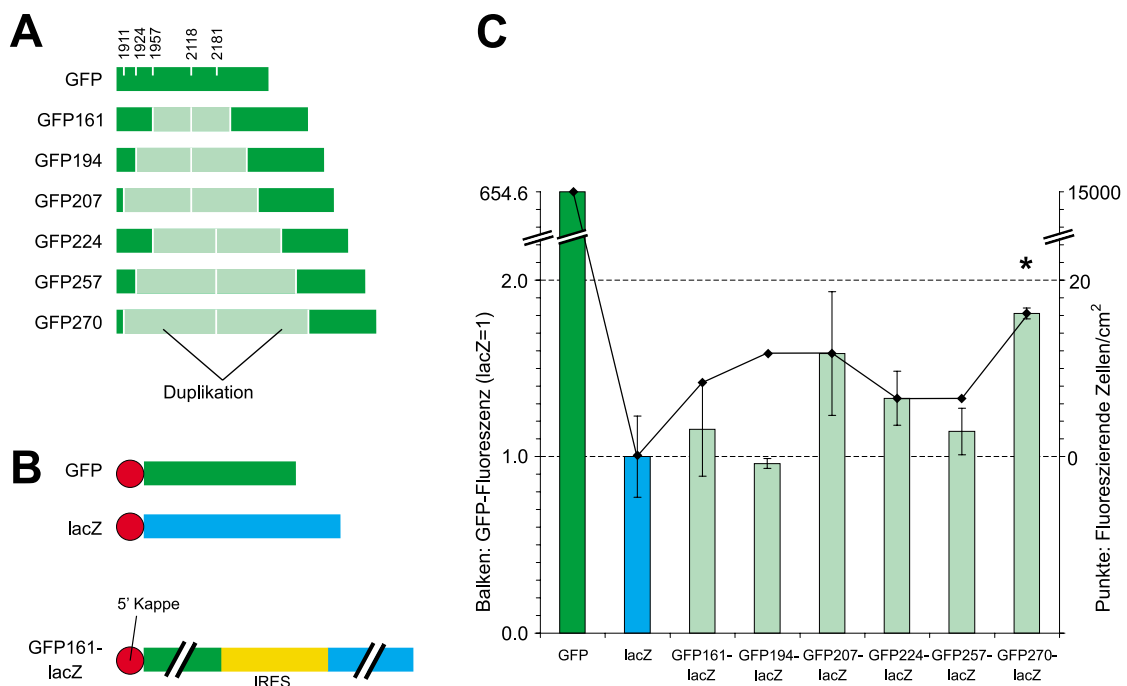 A
1911
1924
1957
2118
2181
GFP
GFP161
GFP194
GFP207
GFP224
GFP257
GFP270
Duplikation
B
GFP
lacZ
5' Kappe
GFP161-
lacZ
IRES
C
Balken: GFP-Fluoreszenz (lacZ=1)
654.6
2.0
1.0
0.0
15000
20
0
Punkte: Fluoreszierende Zellen/cm²
*
GFP
lacZ
GFP161-
lacZ
GFP194-
lacZ
GFP207-
lacZ
GFP224-
lacZ
GFP257-
lacZ
GFP270-
lacZ